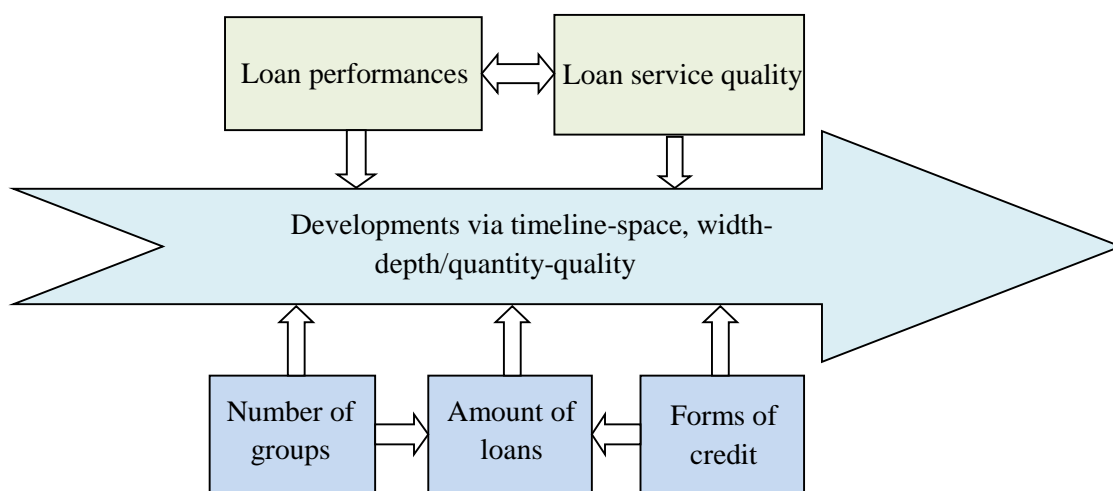 Loan performances
Loan service quality
Developments via timeline-space, width-
depth/quantity-quality
Number of
groups
Amount of
loans
Forms of
credit